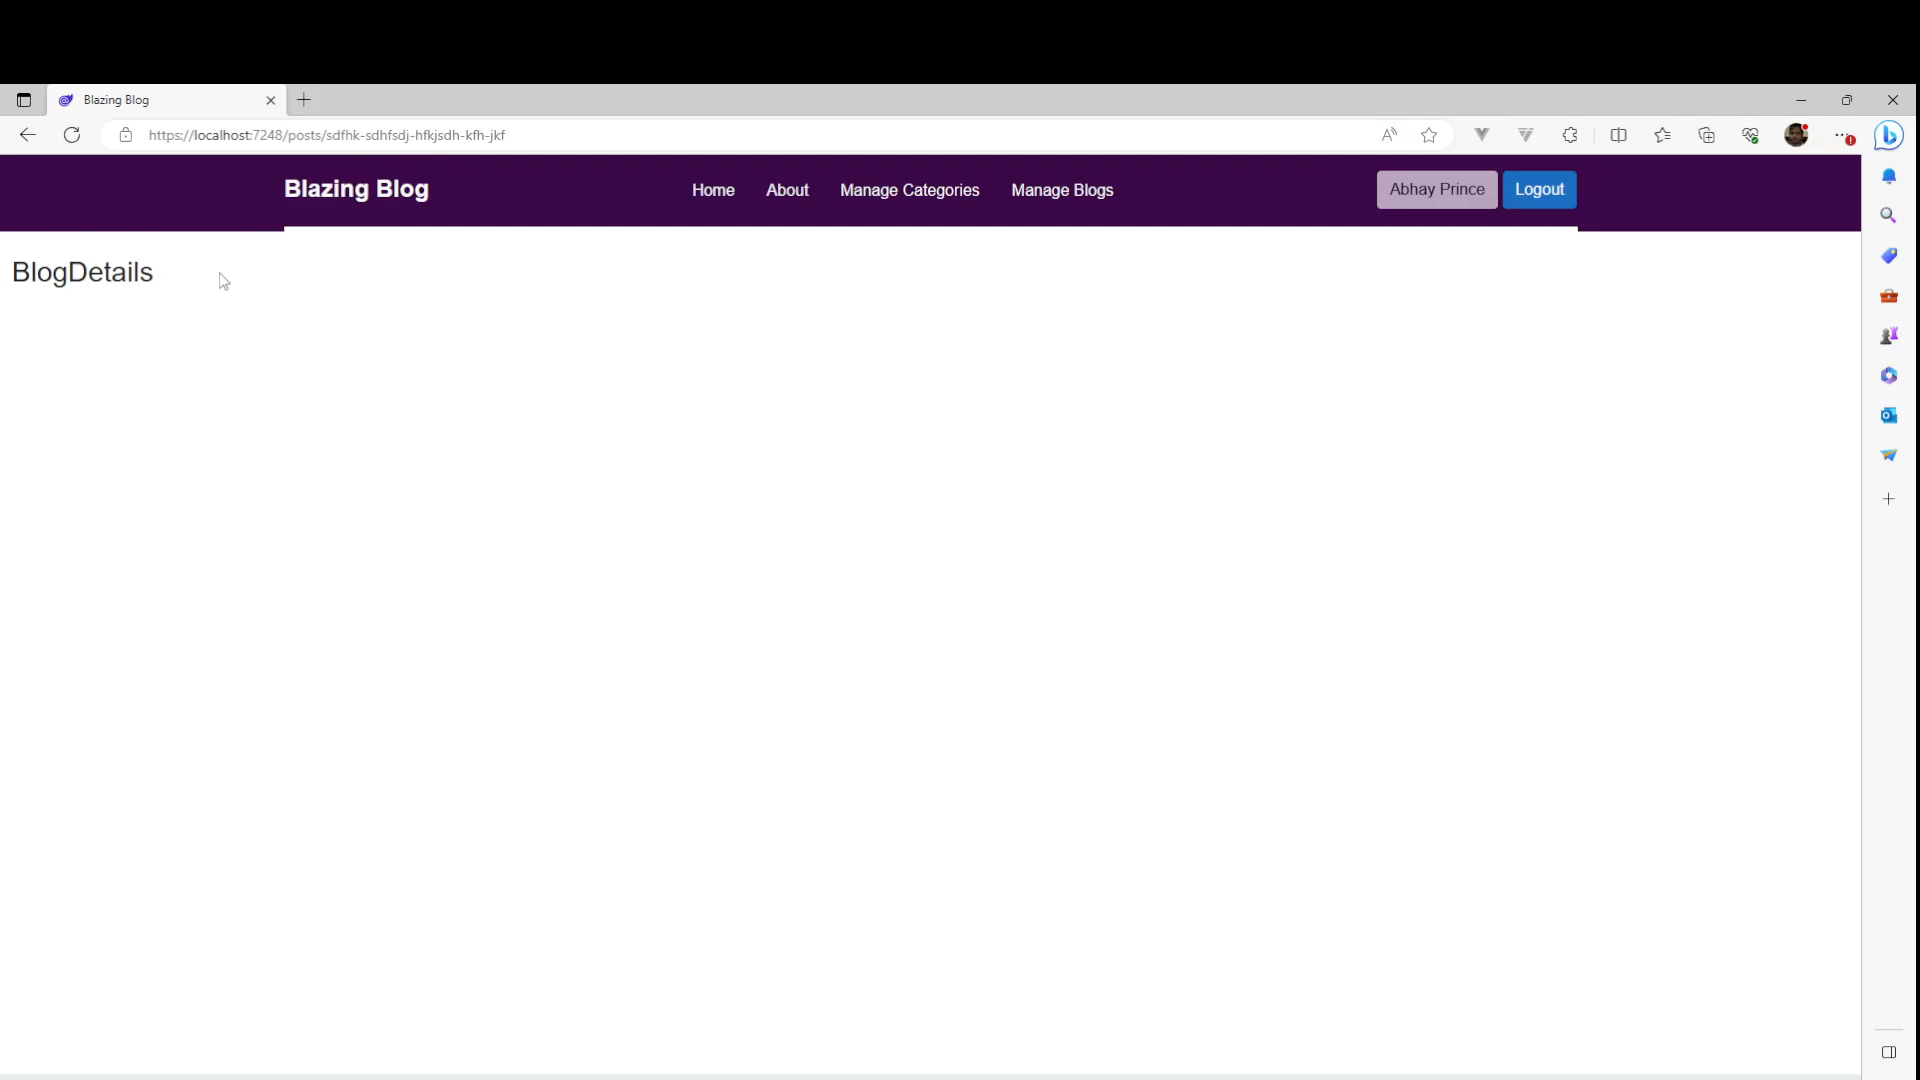 Blazing Blog
https://localhost:7248/posts/sdfhk-sdhfsdj-hfkjsdh-kfh-jkf
Blazing Blog Home About Manage Categories Manage Blogs Abhay Prince Logout
BlogDetails